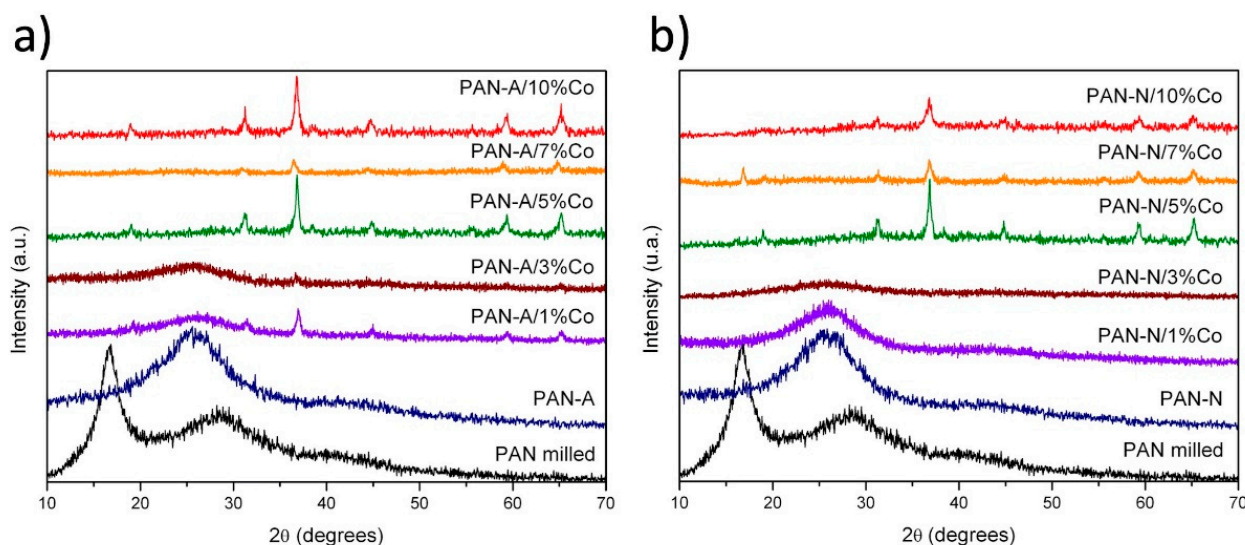 a)
PAN-A/10%Co
PAN-A/7%Co
PAN-A/5%Co
PAN-A/3%Co
PAN-A/1%Co
PAN-A
PAN milled
Intensity (a.u.)
10 20 30 40 50 60 70
2θ (degrees)
b)
PAN-N/10%Co
PAN-N/7%Co
PAN-N/5%Co
PAN-N/3%Co
PAN-N/1%Co
PAN-N
PAN milled
Intensity (u.a.)
10 20 30 40 50 60 70
2θ (degrees)